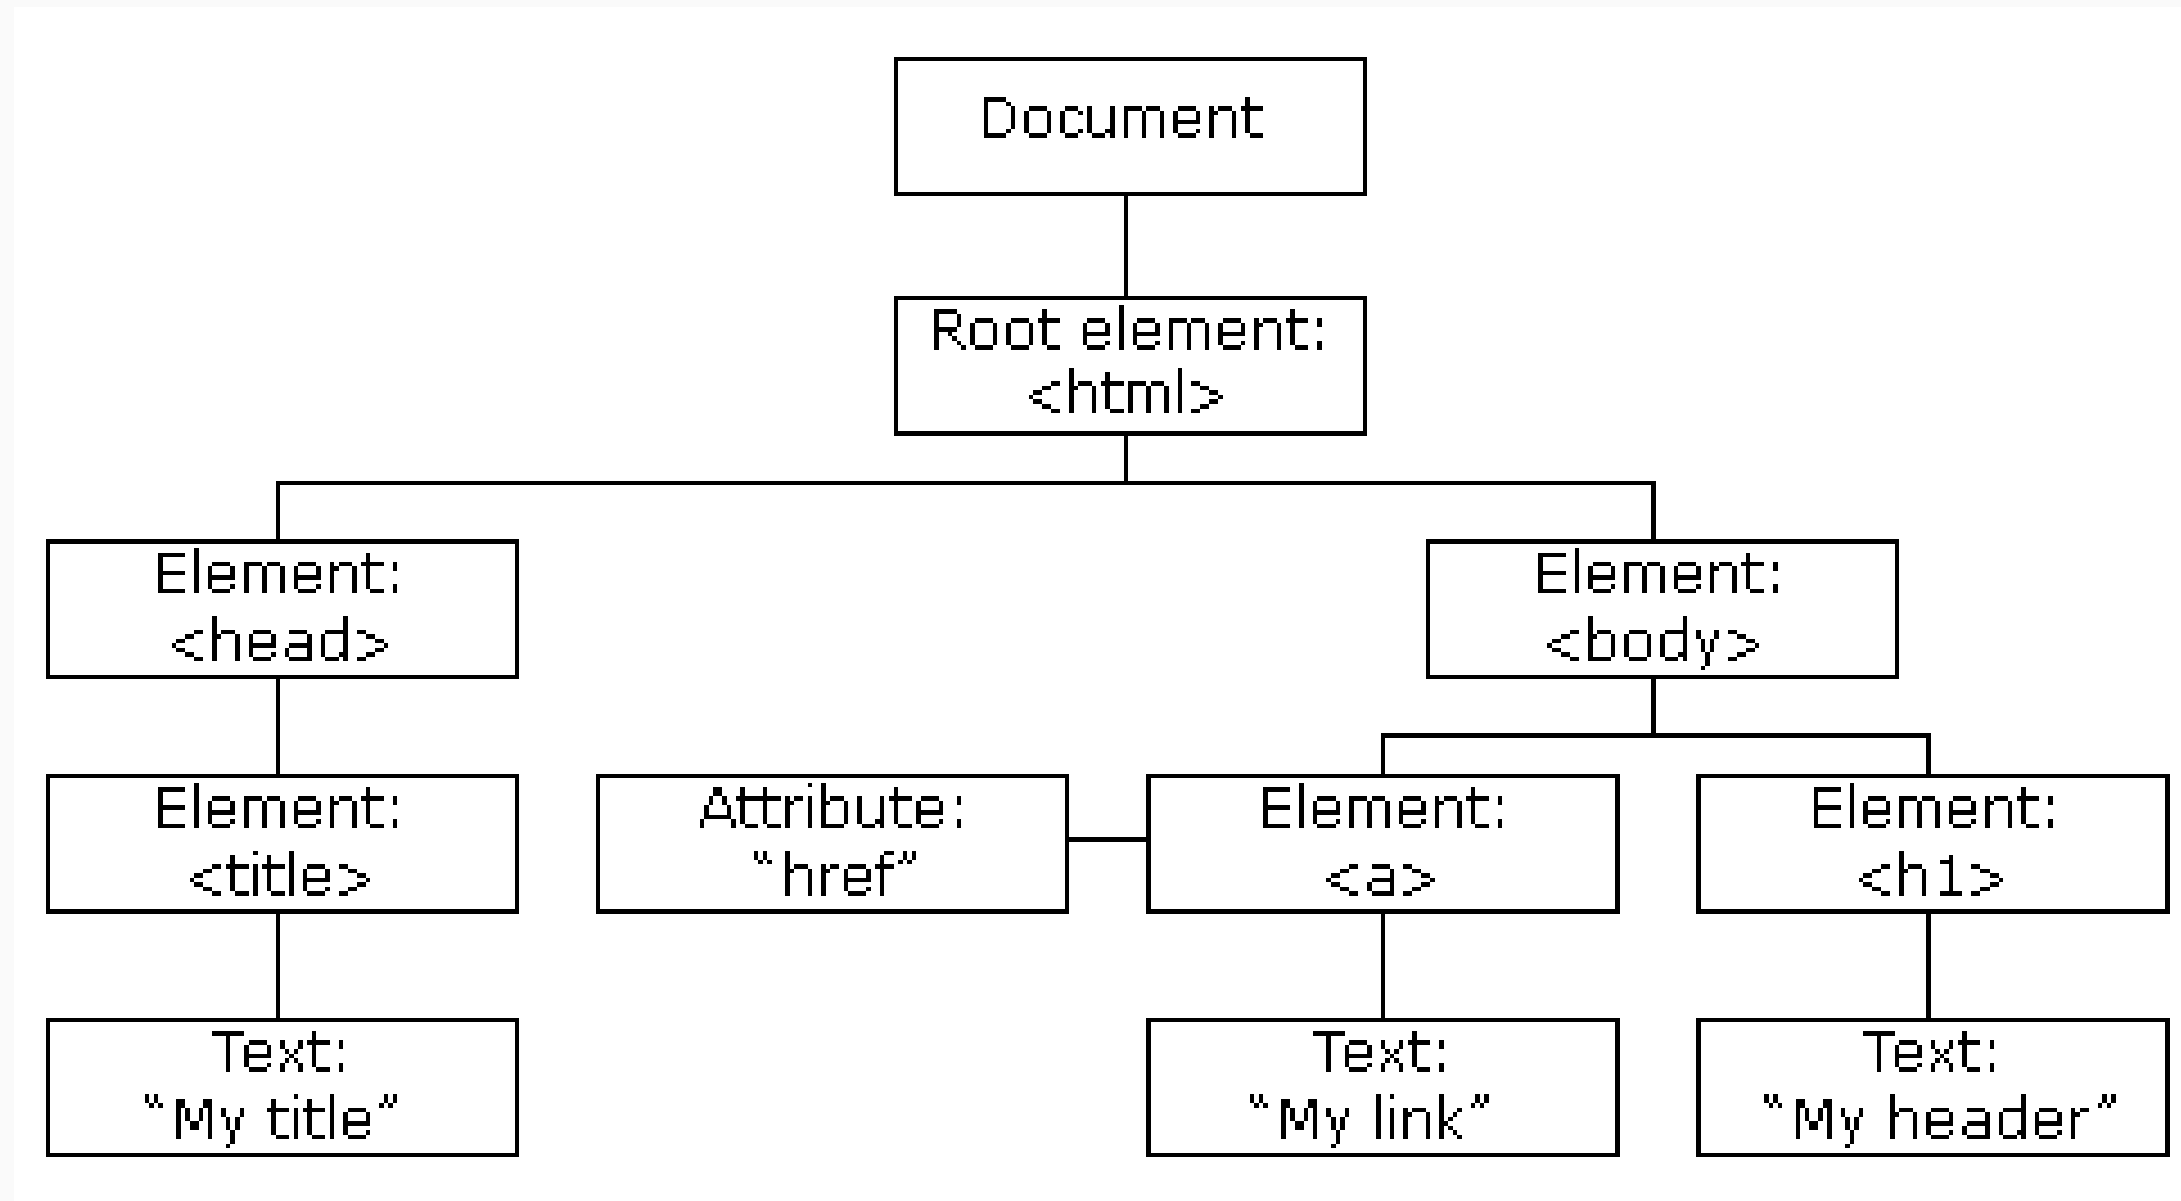 Document
Root element:
<html>
Element:
<head>
Element:
<body>
Element:
<title>
Attribute:
“href”
Element:
<a>
Element:
<h1>
Text:
“My title”
Text:
“My link”
Text:
“My header”